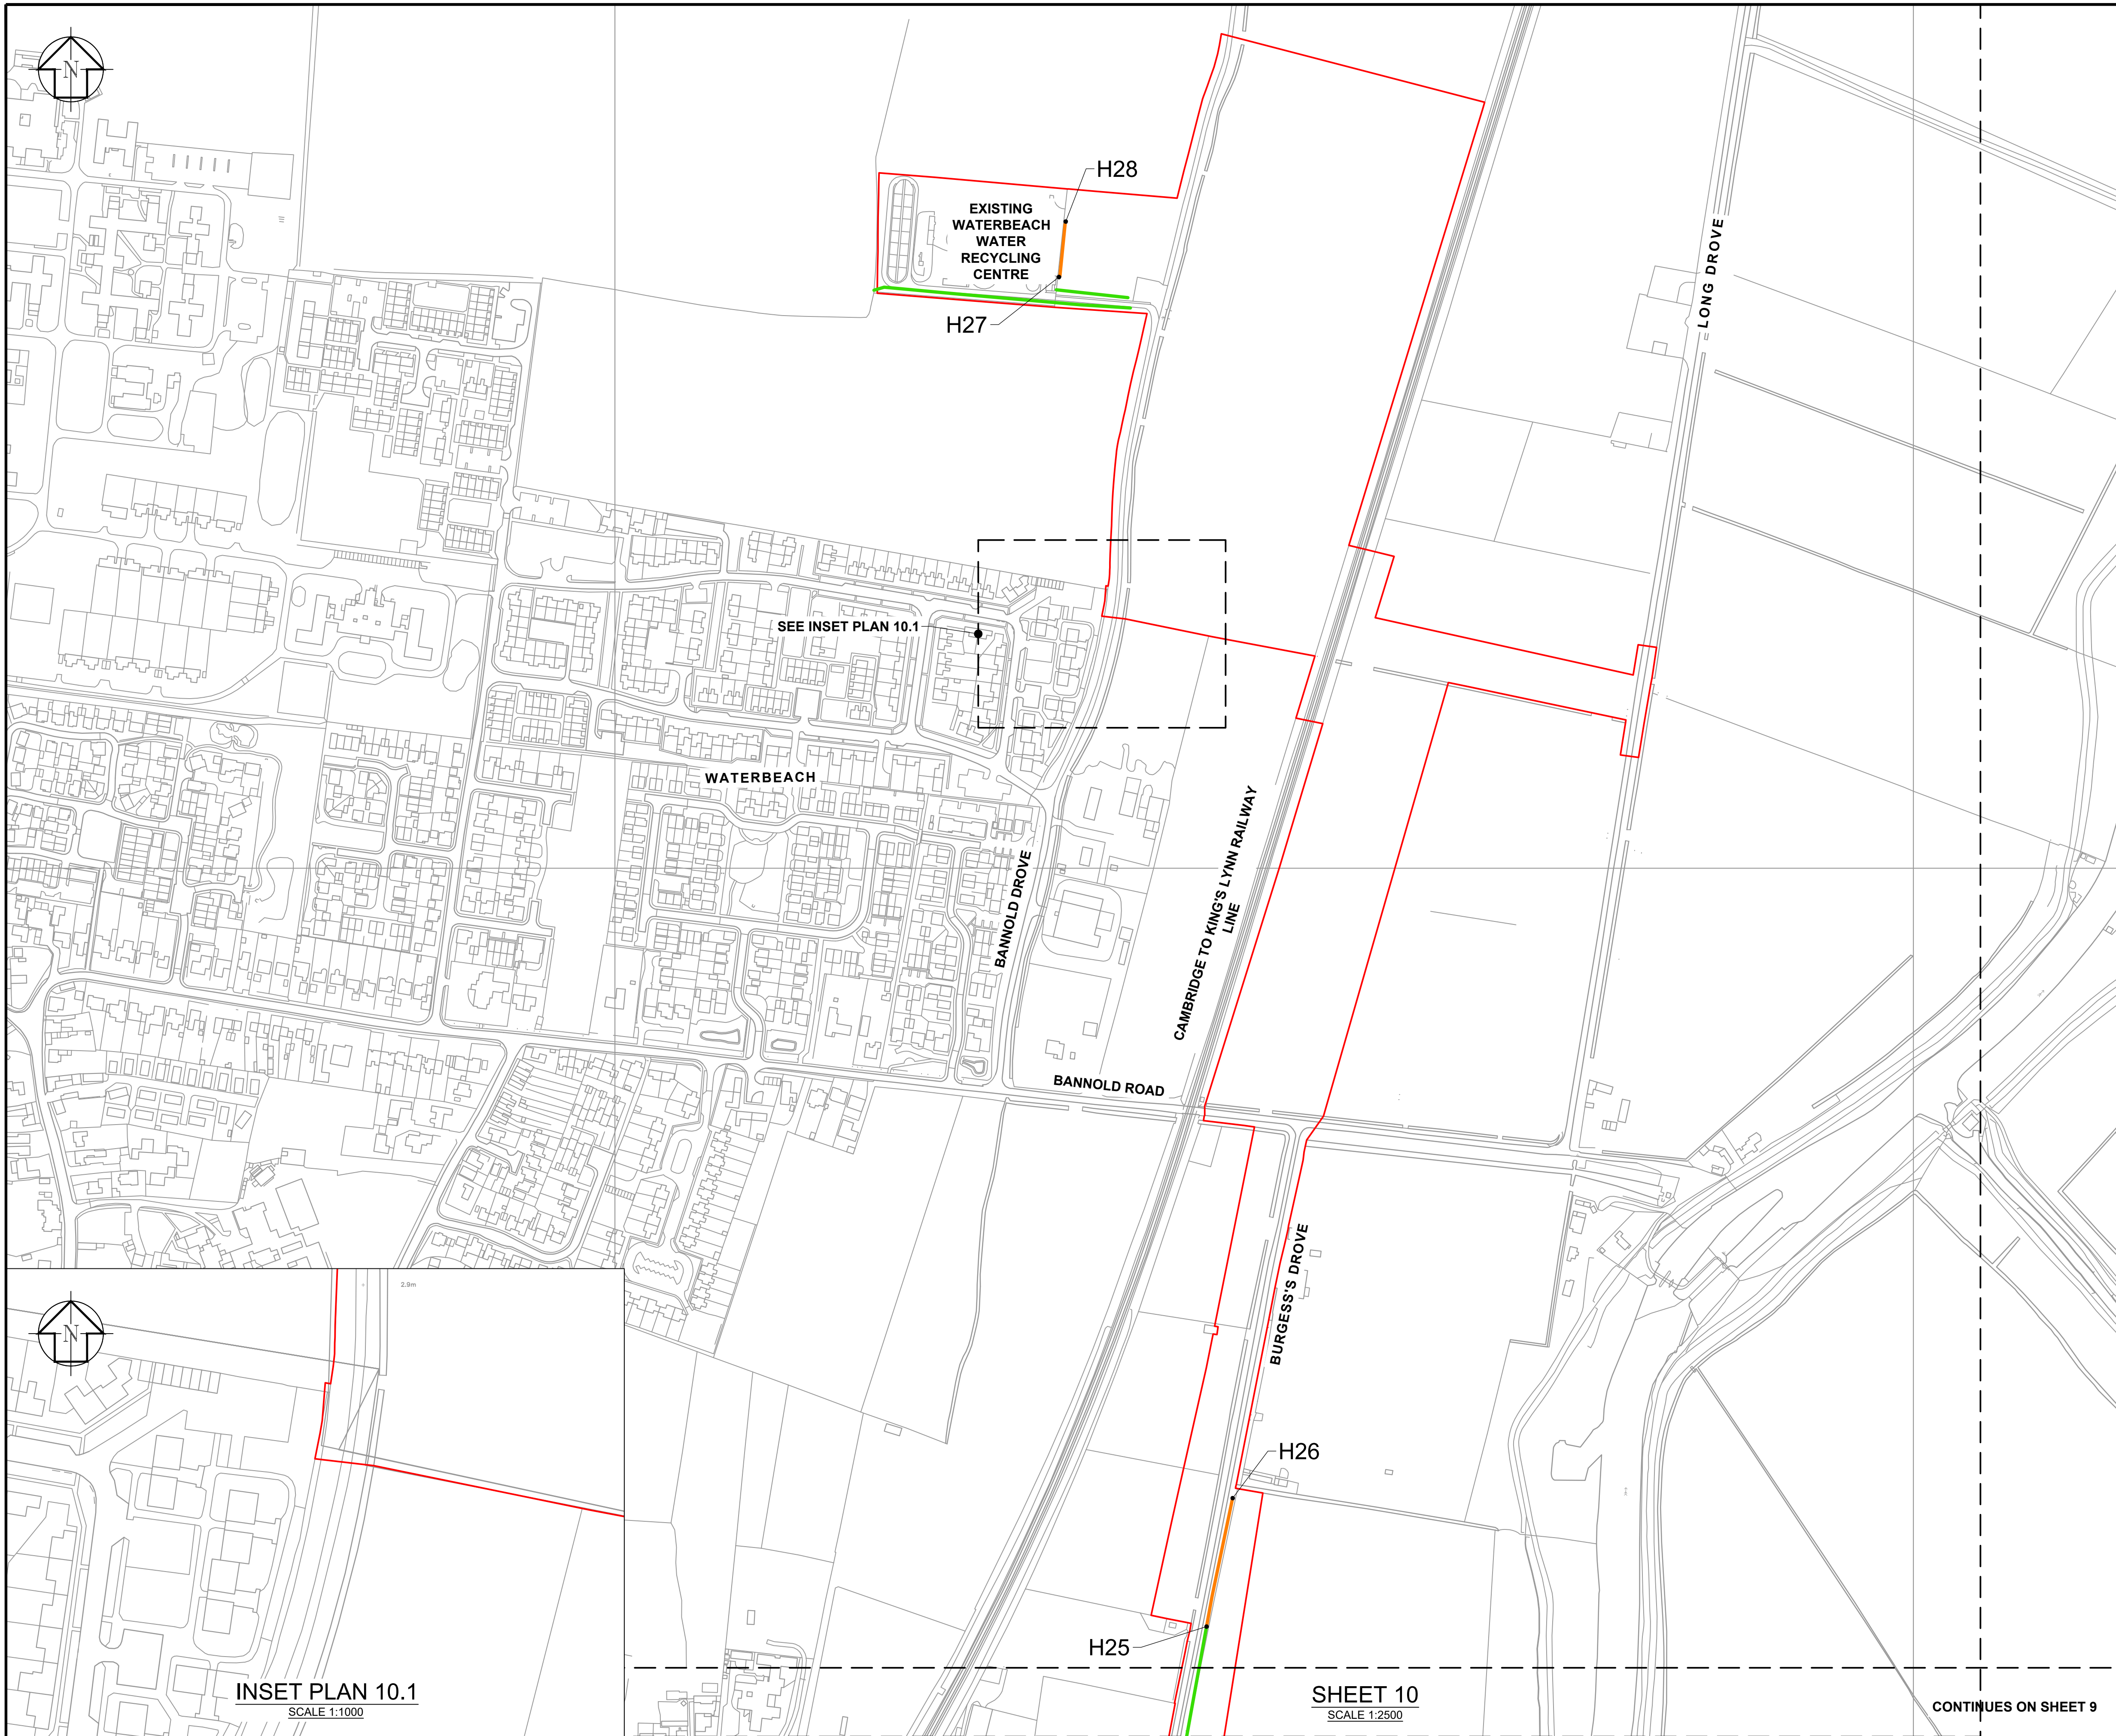 N
H28
EXISTING
WATERBEACH
WATER
RECYCLING
CENTRE
H27
LONG DROVE
SEE INSET PLAN 10.1
WATERBEACH
BANNOLD DROVE
CAMBRIDGE TO KING'S LYNN RAILWAY
LINE
BANNOLD ROAD
BURGESS'S DROVE
N
2.9m
H26
H25
INSET PLAN 10.1
SCALE 1:1000
SHEET 10
SCALE 1:2500
CONTINUES ON SHEET 9